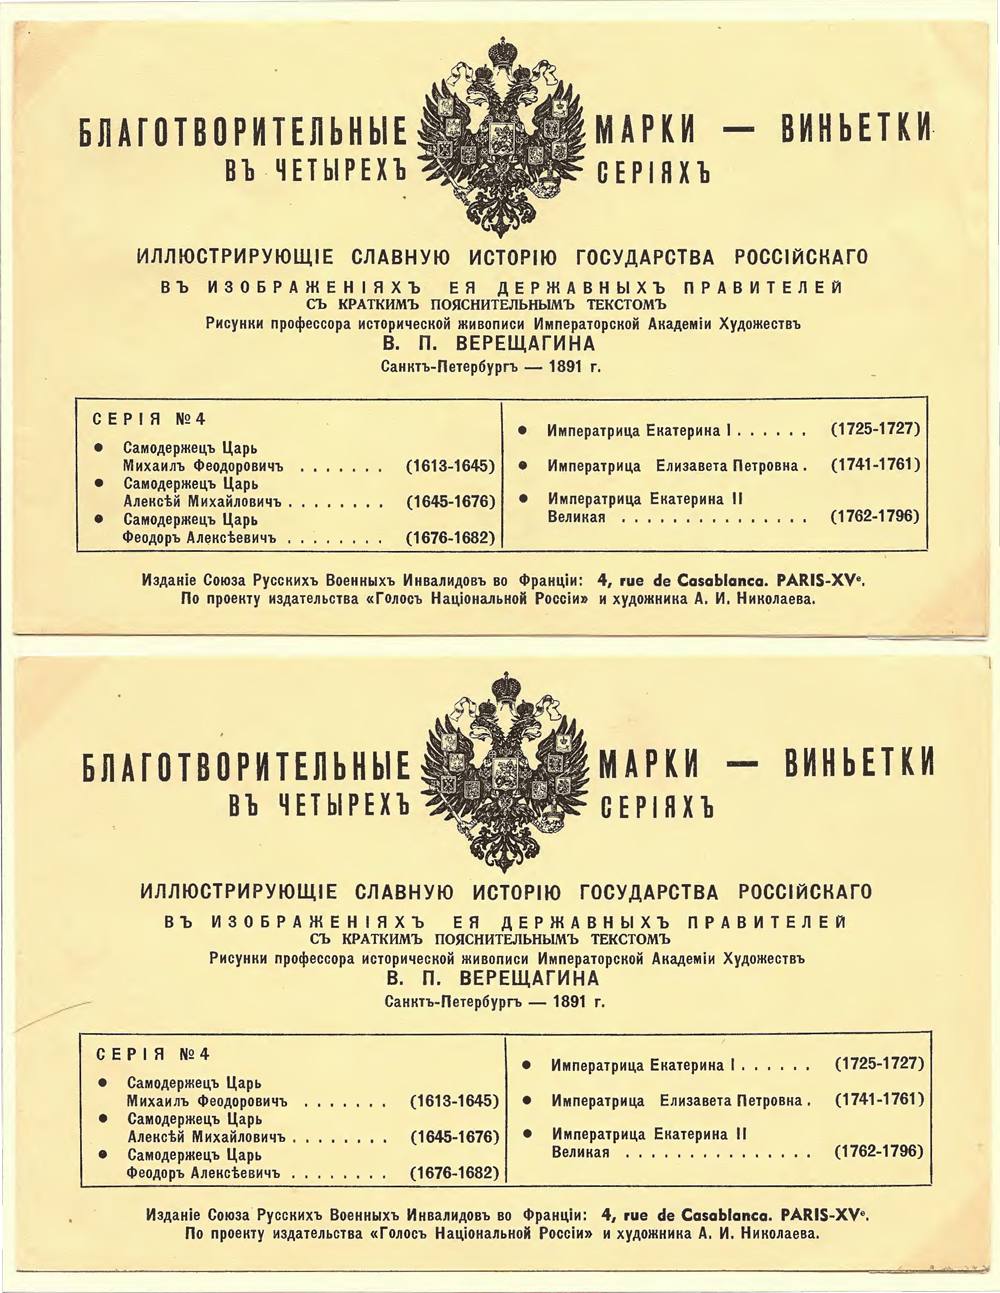 БЛАГОТВОРИТЕЛЬНЫЕ МАРКИ — ВИНЬЕТКИ
ВЪ ЧЕТЫРЕХЪ СЕРІЯХЪ
ИЛЛЮСТРИРУЮЩІЕ СЛАВНУЮ ИСТОРІЮ ГОСУДАРСТВА РОССІЙСКАГО
ВЪ ИЗОБРАЖЕНІЯХЪ ЕЯ ДЕРЖАВНЫХЪ ПРАВИТЕЛЕЙ
СЪ КРАТКИМЪ ПОЯСНИТЕЛЬНЫМЪ ТЕКСТОМЪ
Рисунки профессора исторической живописи Императорской Академіи Художествъ
В. П. ВЕРЕЩАГИНА
Санктъ-Петербургъ — 1891 г.
СЕРІЯ №4
● Самодержецъ Царь
Михаилъ Феодоровичъ . . . . . . . (1613-1645)
● Самодержецъ Царь
Алексѣй Михайловичъ . . . . . . . . (1645-1676)
● Самодержецъ Царь
Феодоръ Алексѣевичъ . . . . . . . . (1676-1682)
● Императрица Екатерина I . . . . . . (1725-1727)
● Императрица Елизавета Петровна . (1741-1761)
● Императрица Екатерина II
Великая . . . . . . . . . . . . . . . (1762-1796)
Изданіе Союза Русскихъ Военныхъ Инвалидовъ во Франціи: 4, rue de Casablanca. PARIS-XVᵉ.
По проекту издательства «Голосъ Національной Россіи» и художника А. И. Николаева.
БЛАГОТВОРИТЕЛЬНЫЕ МАРКИ — ВИНЬЕТКИ
ВЪ ЧЕТЫРЕХЪ СЕРІЯХЪ
ИЛЛЮСТРИРУЮЩІЕ СЛАВНУЮ ИСТОРІЮ ГОСУДАРСТВА РОССІЙСКАГО
ВЪ ИЗОБРАЖЕНІЯХЪ ЕЯ ДЕРЖАВНЫХЪ ПРАВИТЕЛЕЙ
СЪ КРАТКИМЪ ПОЯСНИТЕЛЬНЫМЪ ТЕКСТОМЪ
Рисунки профессора исторической живописи Императорской Академіи Художествъ
В. П. ВЕРЕЩАГИНА
Санктъ-Петербургъ — 1891 г.
СЕРІЯ №4
● Самодержецъ Царь
Михаилъ Феодоровичъ . . . . . . . (1613-1645)
● Самодержецъ Царь
Алексѣй Михайловичъ . . . . . . . . (1645-1676)
● Самодержецъ Царь
Феодоръ Алексѣевичъ . . . . . . . . (1676-1682)
● Императрица Екатерина I . . . . . . (1725-1727)
● Императрица Елизавета Петровна . (1741-1761)
● Императрица Екатерина II
Великая . . . . . . . . . . . . . . . (1762-1796)
Изданіе Союза Русскихъ Военныхъ Инвалидовъ во Франціи: 4, rue de Casablanca. PARIS-XVᵉ.
По проекту издательства «Голосъ Національной Россіи» и художника А. И. Николаева.